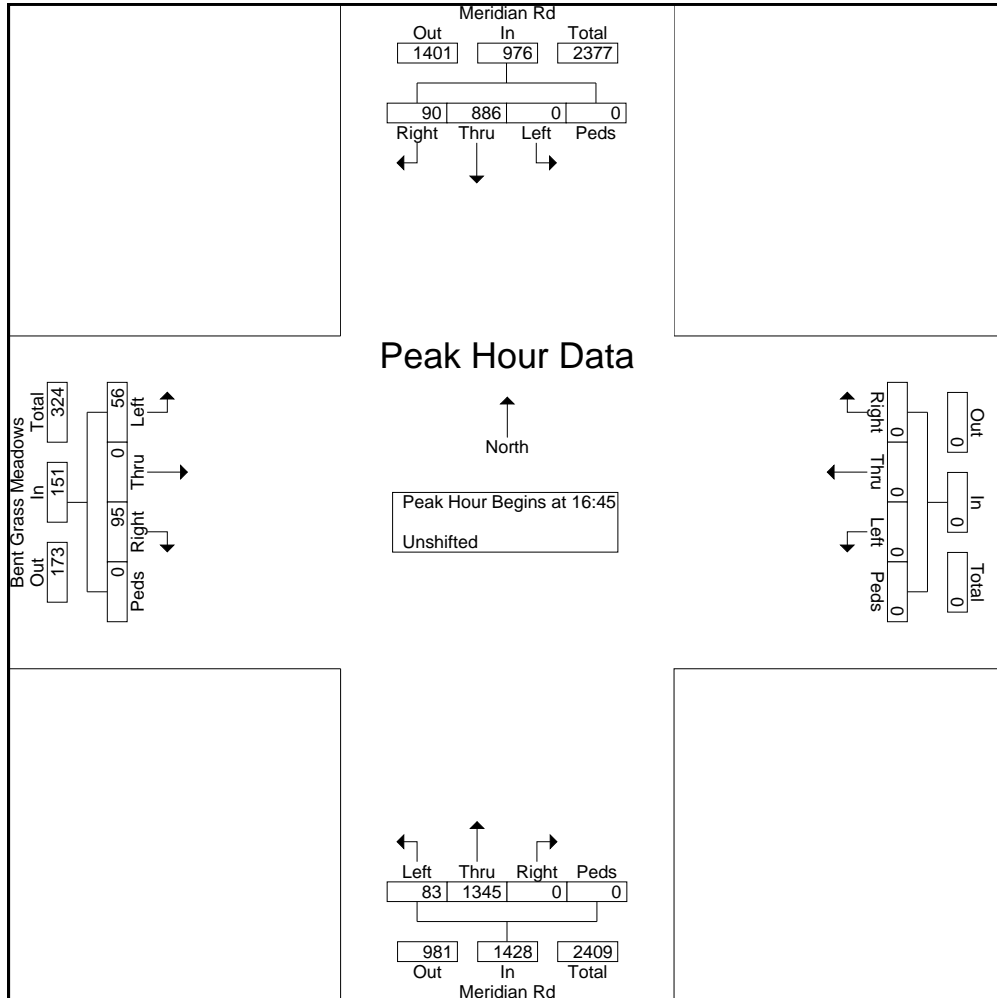 Meridian Rd
Out In Total
1401 976 2377
90 886 0 0
Right Thru Left Peds
Peak Hour Data
North
Peak Hour Begins at 16:45
Unshifted
Bent Grass Meadows
Out In Total
173 151 324
56 0 95 0
Left Thru Right Peds
Out In Total
0 0 0
0 0 0 0
Right Thru Left Peds
Left Thru Right Peds
83 1345 0 0
981 1428 2409
Out In Total
Meridian Rd